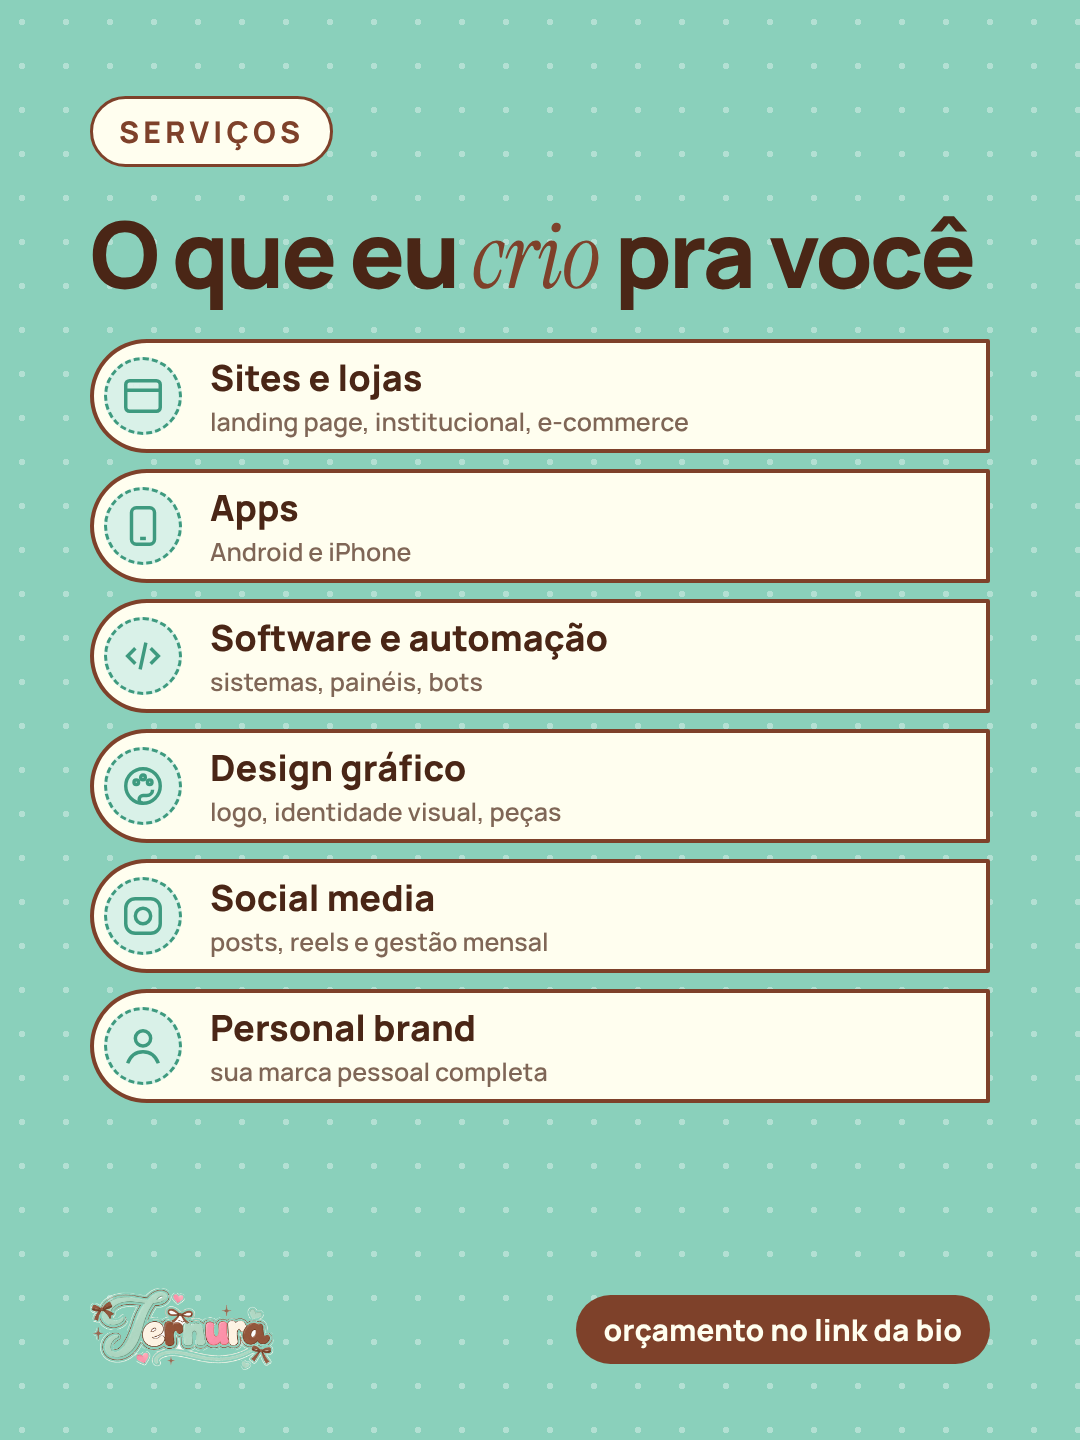 SERVIÇOS
O que eu crio pra você
Sites e lojas
landing page, institucional, e-commerce
Apps
Android e iPhone
Software e automação
sistemas, painéis, bots
Design gráfico
logo, identidade visual, peças
Social media
posts, reels e gestão mensal
Personal brand
sua marca pessoal completa
Ternura
orçamento no link da bio